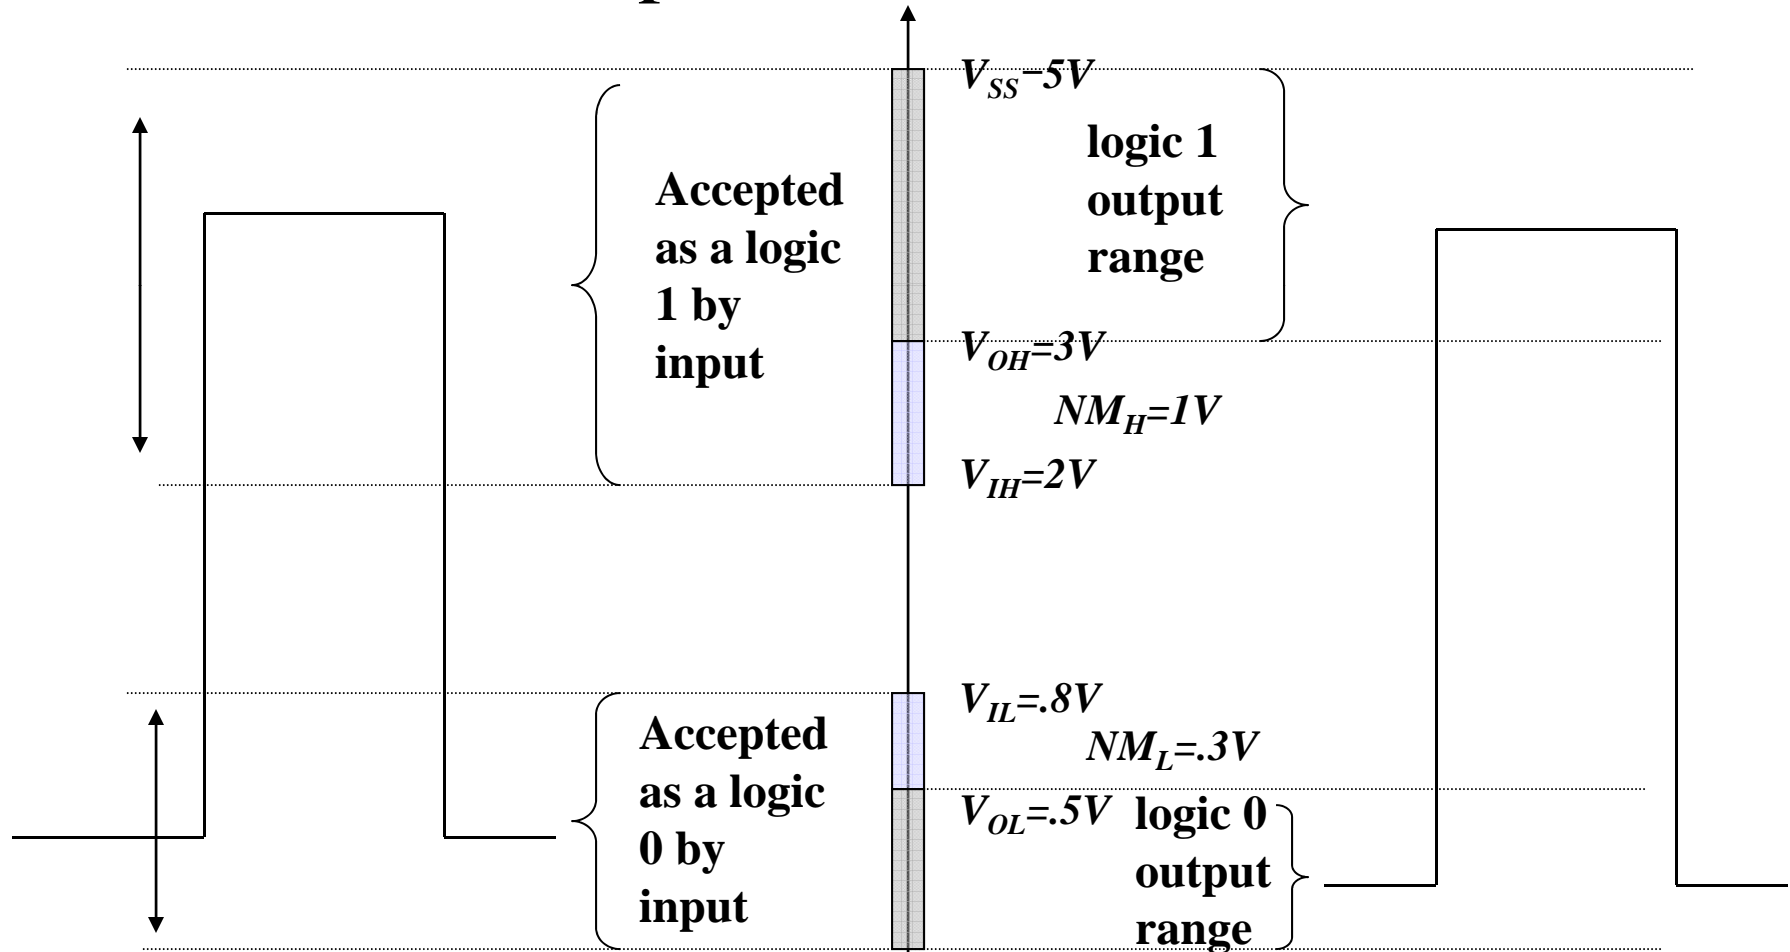 V_SS=5V
logic 1
output
range
Accepted
as a logic
1 by
input
V_OH=3V
NM_H=1V
V_IH=2V
V_IL=.8V
NM_L=.3V
V_OL=.5V
Accepted
as a logic
0 by
input
logic 0
output
range